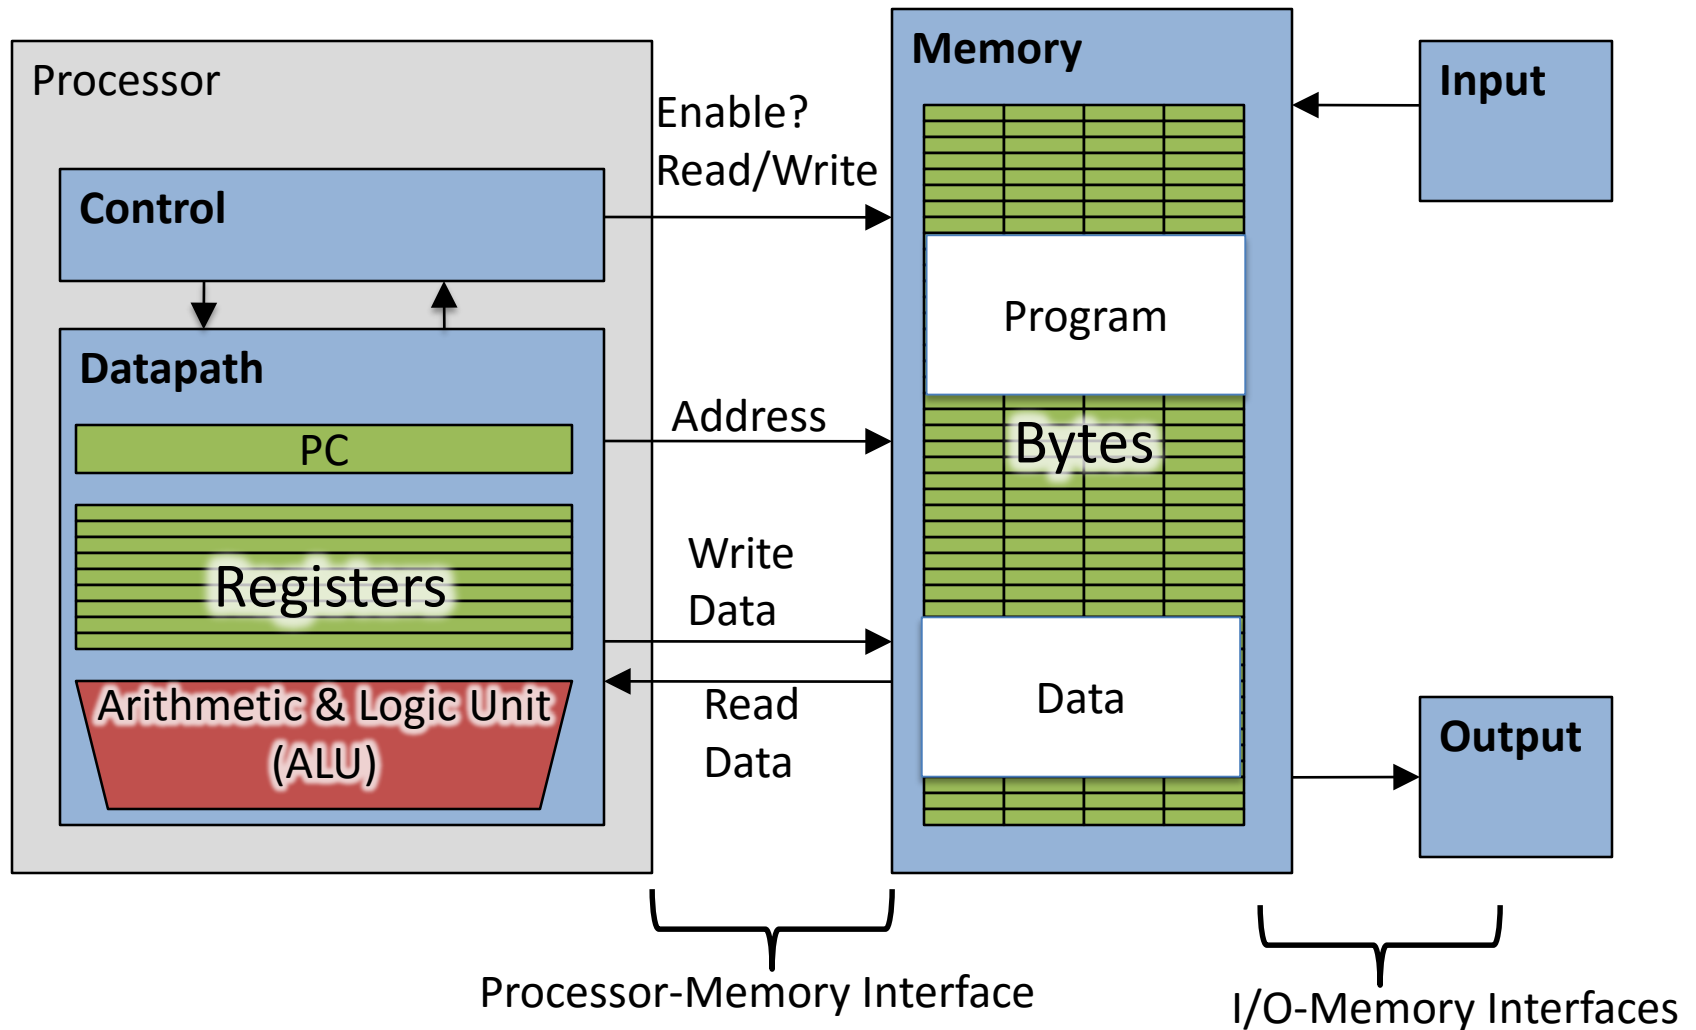 Processor
Control
Datapath
PC
Registers
Arithmetic & Logic Unit
(ALU)
Enable?
Read/Write
Address
Write
Data
Read
Data
Memory
Program
Bytes
Data
Input
Output
Processor-Memory Interface
I/O-Memory Interfaces